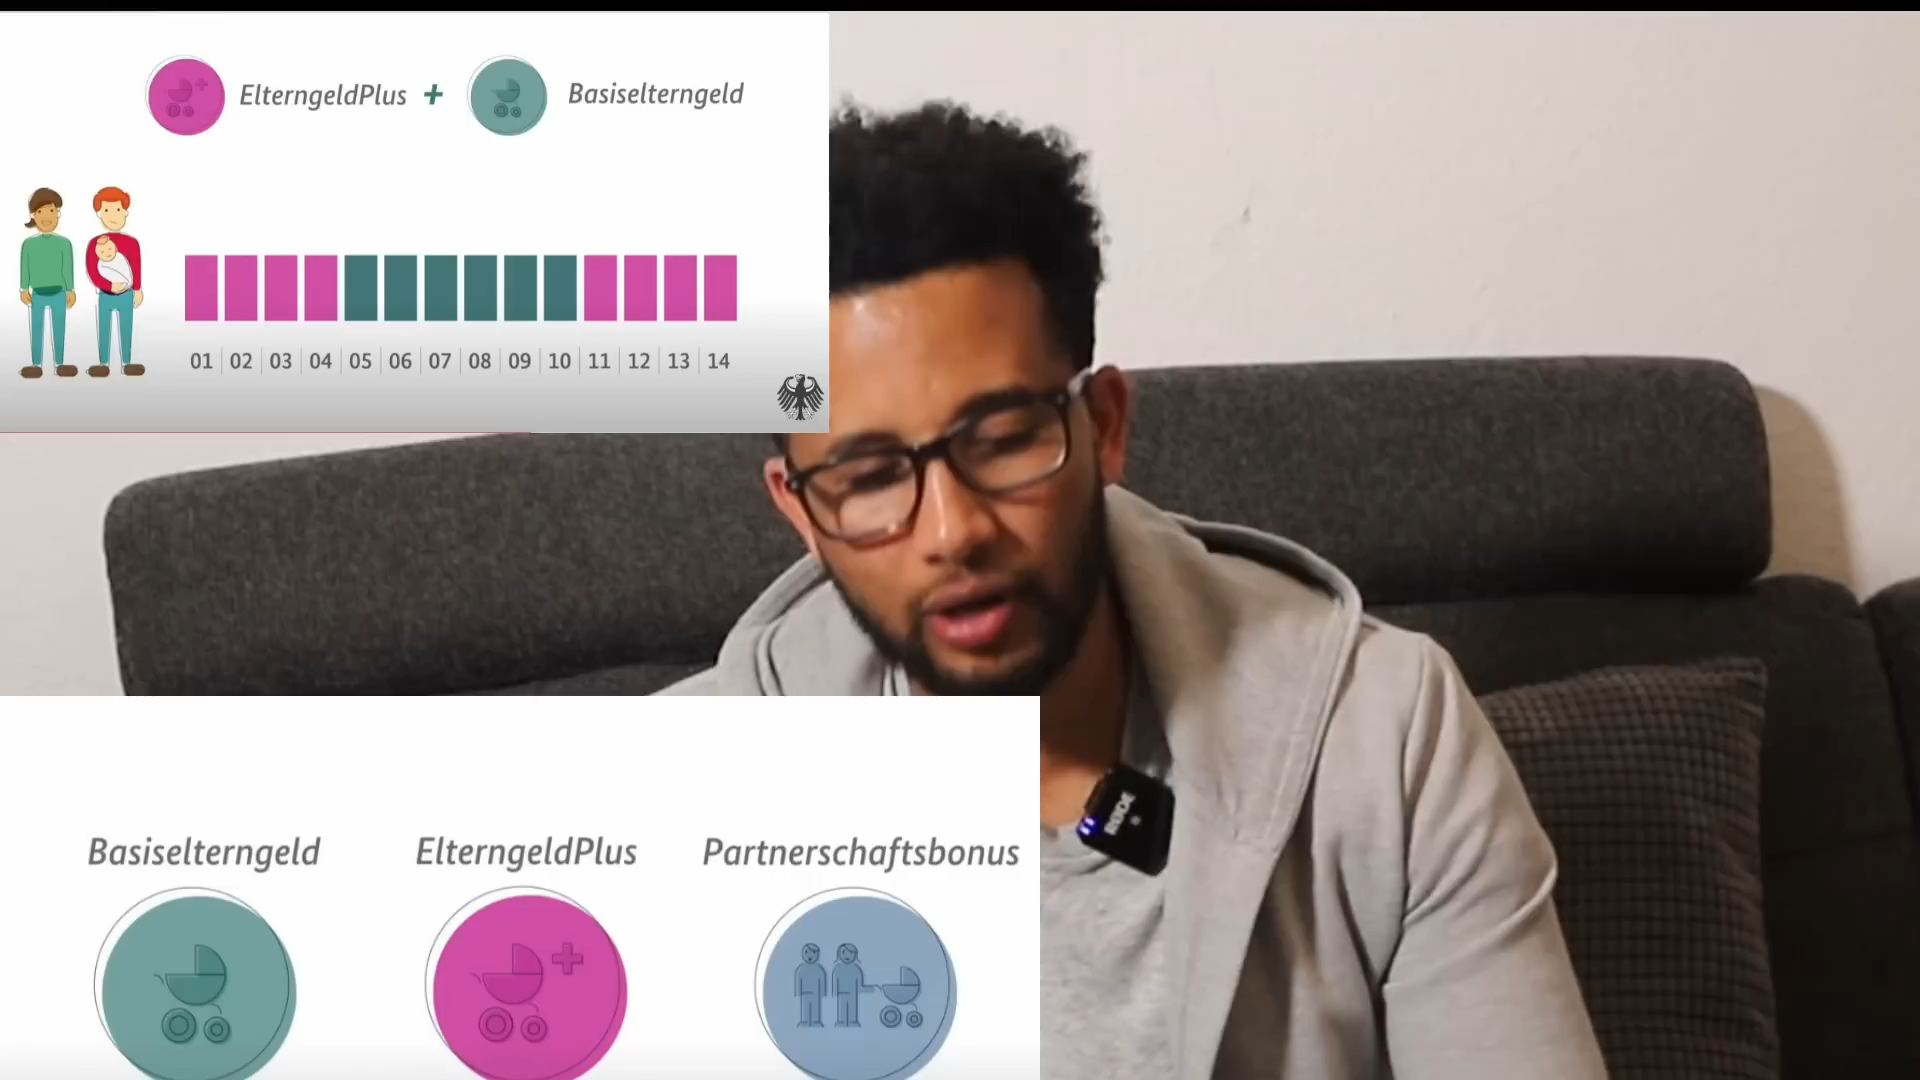 ElterngeldPlus + Basiselterngeld
01 02 03 04 05 06 07 08 09 10 11 12 13 14
RØDE
Basiselterngeld ElterngeldPlus Partnerschaftsbonus